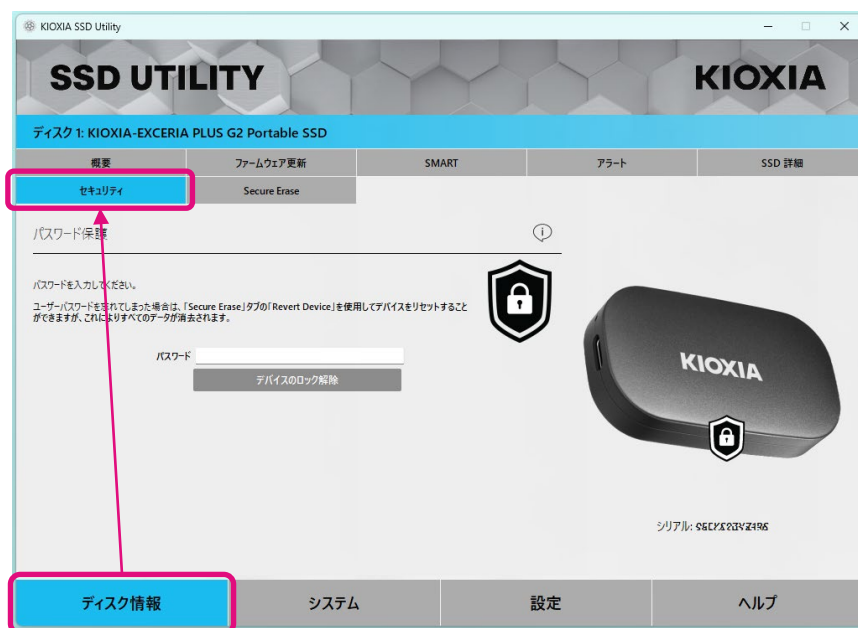 KIOXIA SSD Utility
SSD UTILITY
KIOXIA
ディスク 1: KIOXIA-EXCERIA PLUS G2 Portable SSD
概要 ファームウェア更新 SMART アラート SSD 詳細
セキュリティ Secure Erase
パスワード保護
パスワードを入力してください。
ユーザーパスワードを忘れてしまった場合は、「Secure Erase」タブの「Revert Device」を使用してデバイスをリセットすること
ができますが、これによりすべてのデータが消去されます。
パスワード
デバイスのロック解除
KIOXIA
シリアル:
ディスク情報 システム 設定 ヘルプ